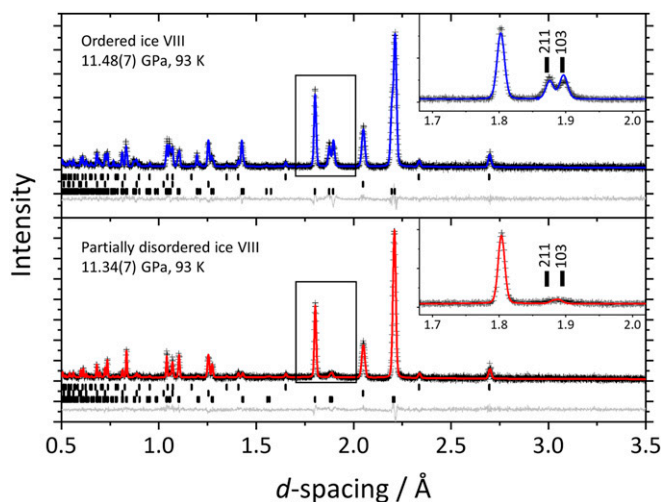 Intensity
Ordered ice VIII
11.48(7) GPa, 93 K
211
103
1.7 1.8 1.9 2.0
Partially disordered ice VIII
11.34(7) GPa, 93 K
211
103
1.7 1.8 1.9 2.0
0.5 1.0 1.5 2.0 2.5 3.0 3.5
d-spacing / Å